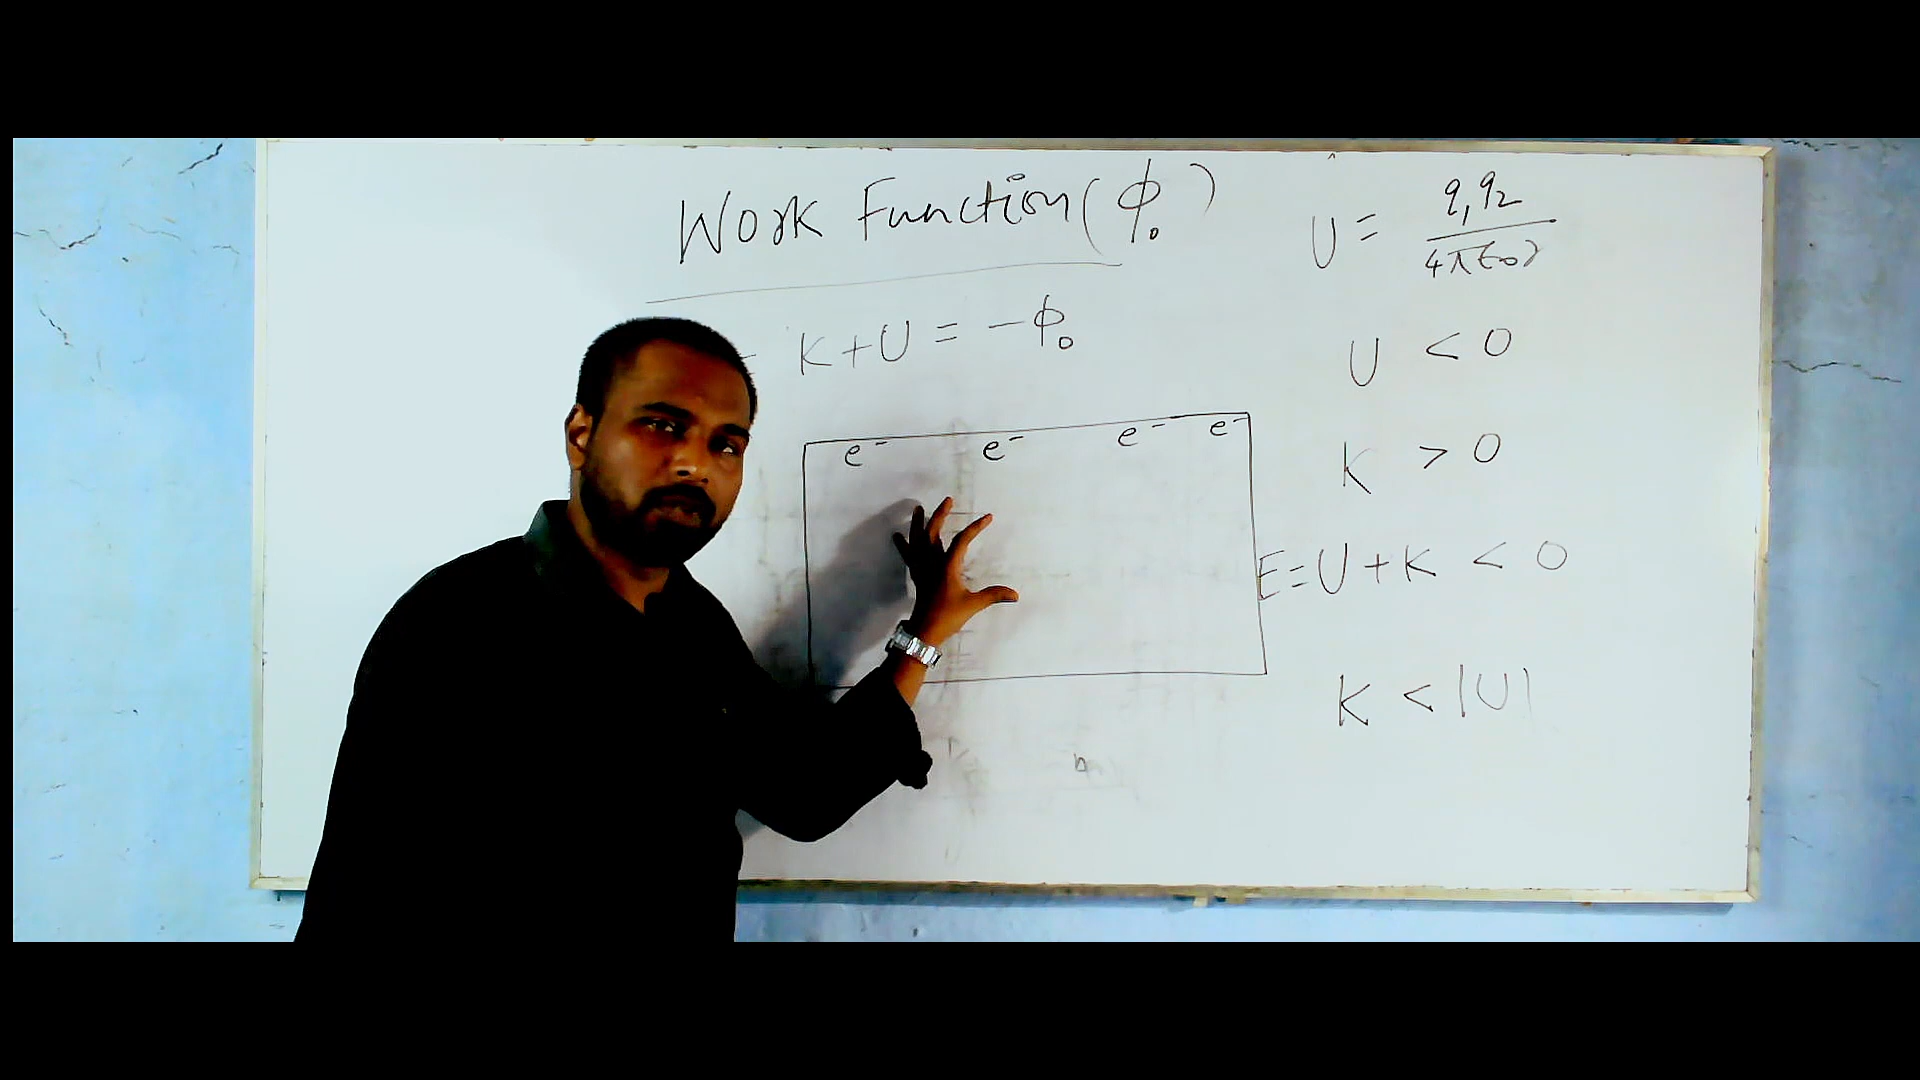 Work Function (ϕ₀)
K+U = -ϕ₀
e⁻ e⁻ e⁻ e⁻
U = q₁q₂ / 4πϵ₀r
U < 0
K > 0
E = U + K < 0
K < |U|